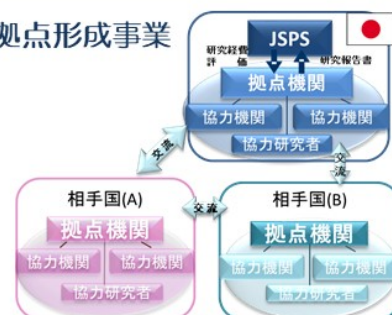 拠点形成事業
JSPS
研究経費
評価
研究報告書
拠点機関
協力機関
協力機関
協力研究者
交流
交流
相手国(A)
交流
相手国(B)
拠点機関
協力機関
協力機関
協力研究者
拠点機関
協力機関
協力機関
協力研究者